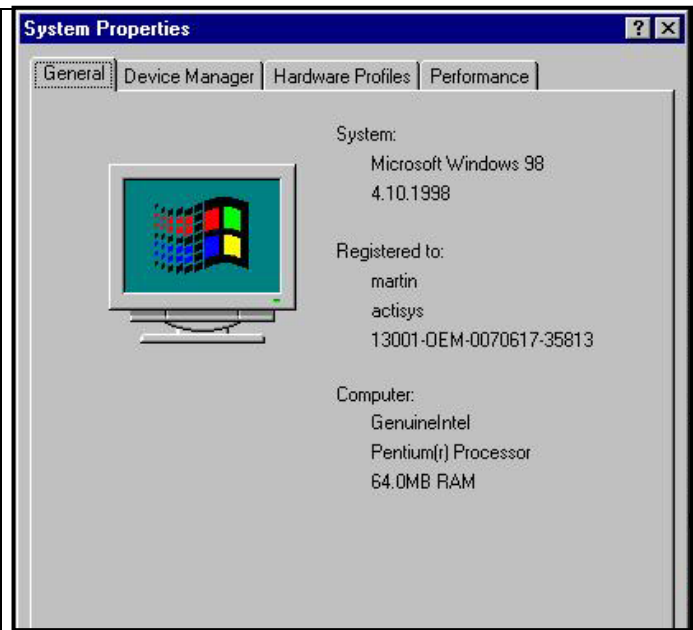 System Properties
? ×
General Device Manager Hardware Profiles Performance
System:
Microsoft Windows 98
4.10.1998
Registered to:
martin
actisys
13001-OEM-0070617-35813
Computer:
GenuineIntel
Pentium(r) Processor
64.0MB RAM